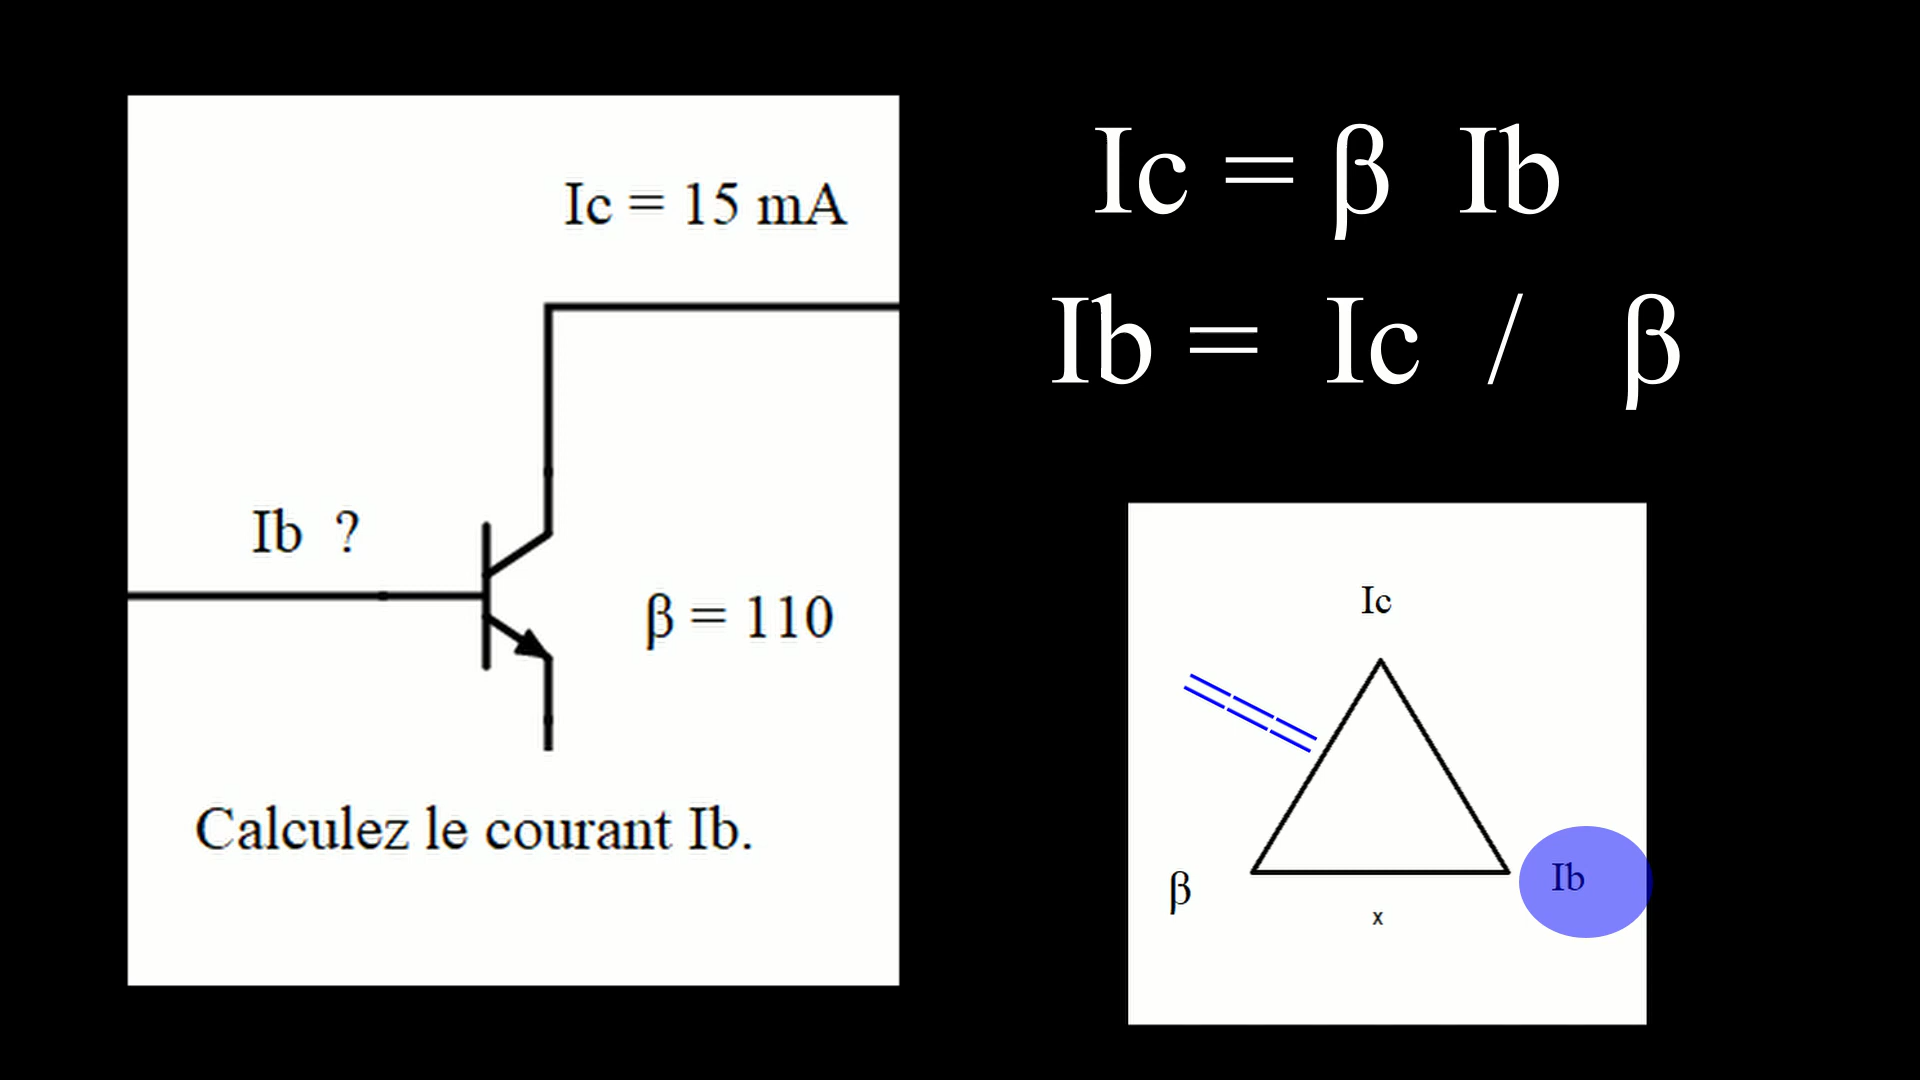 Ic = 15 mA
Ib ?
β = 110
Calculez le courant Ib.
Ic = β Ib
Ib = Ic / β
Ic
β
x
Ib